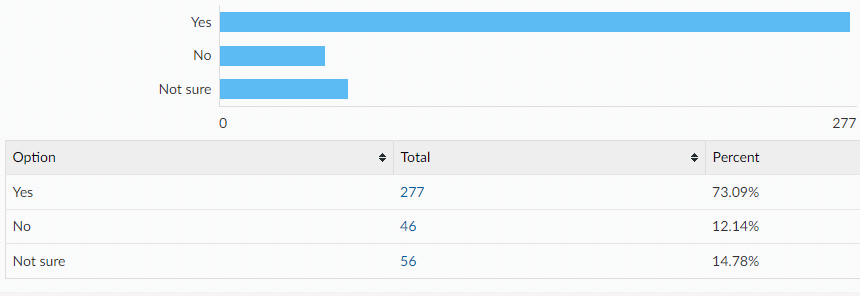 Yes
No
Not sure
0 277
Option Total Percent
Yes 277 73.09%
No 46 12.14%
Not sure 56 14.78%